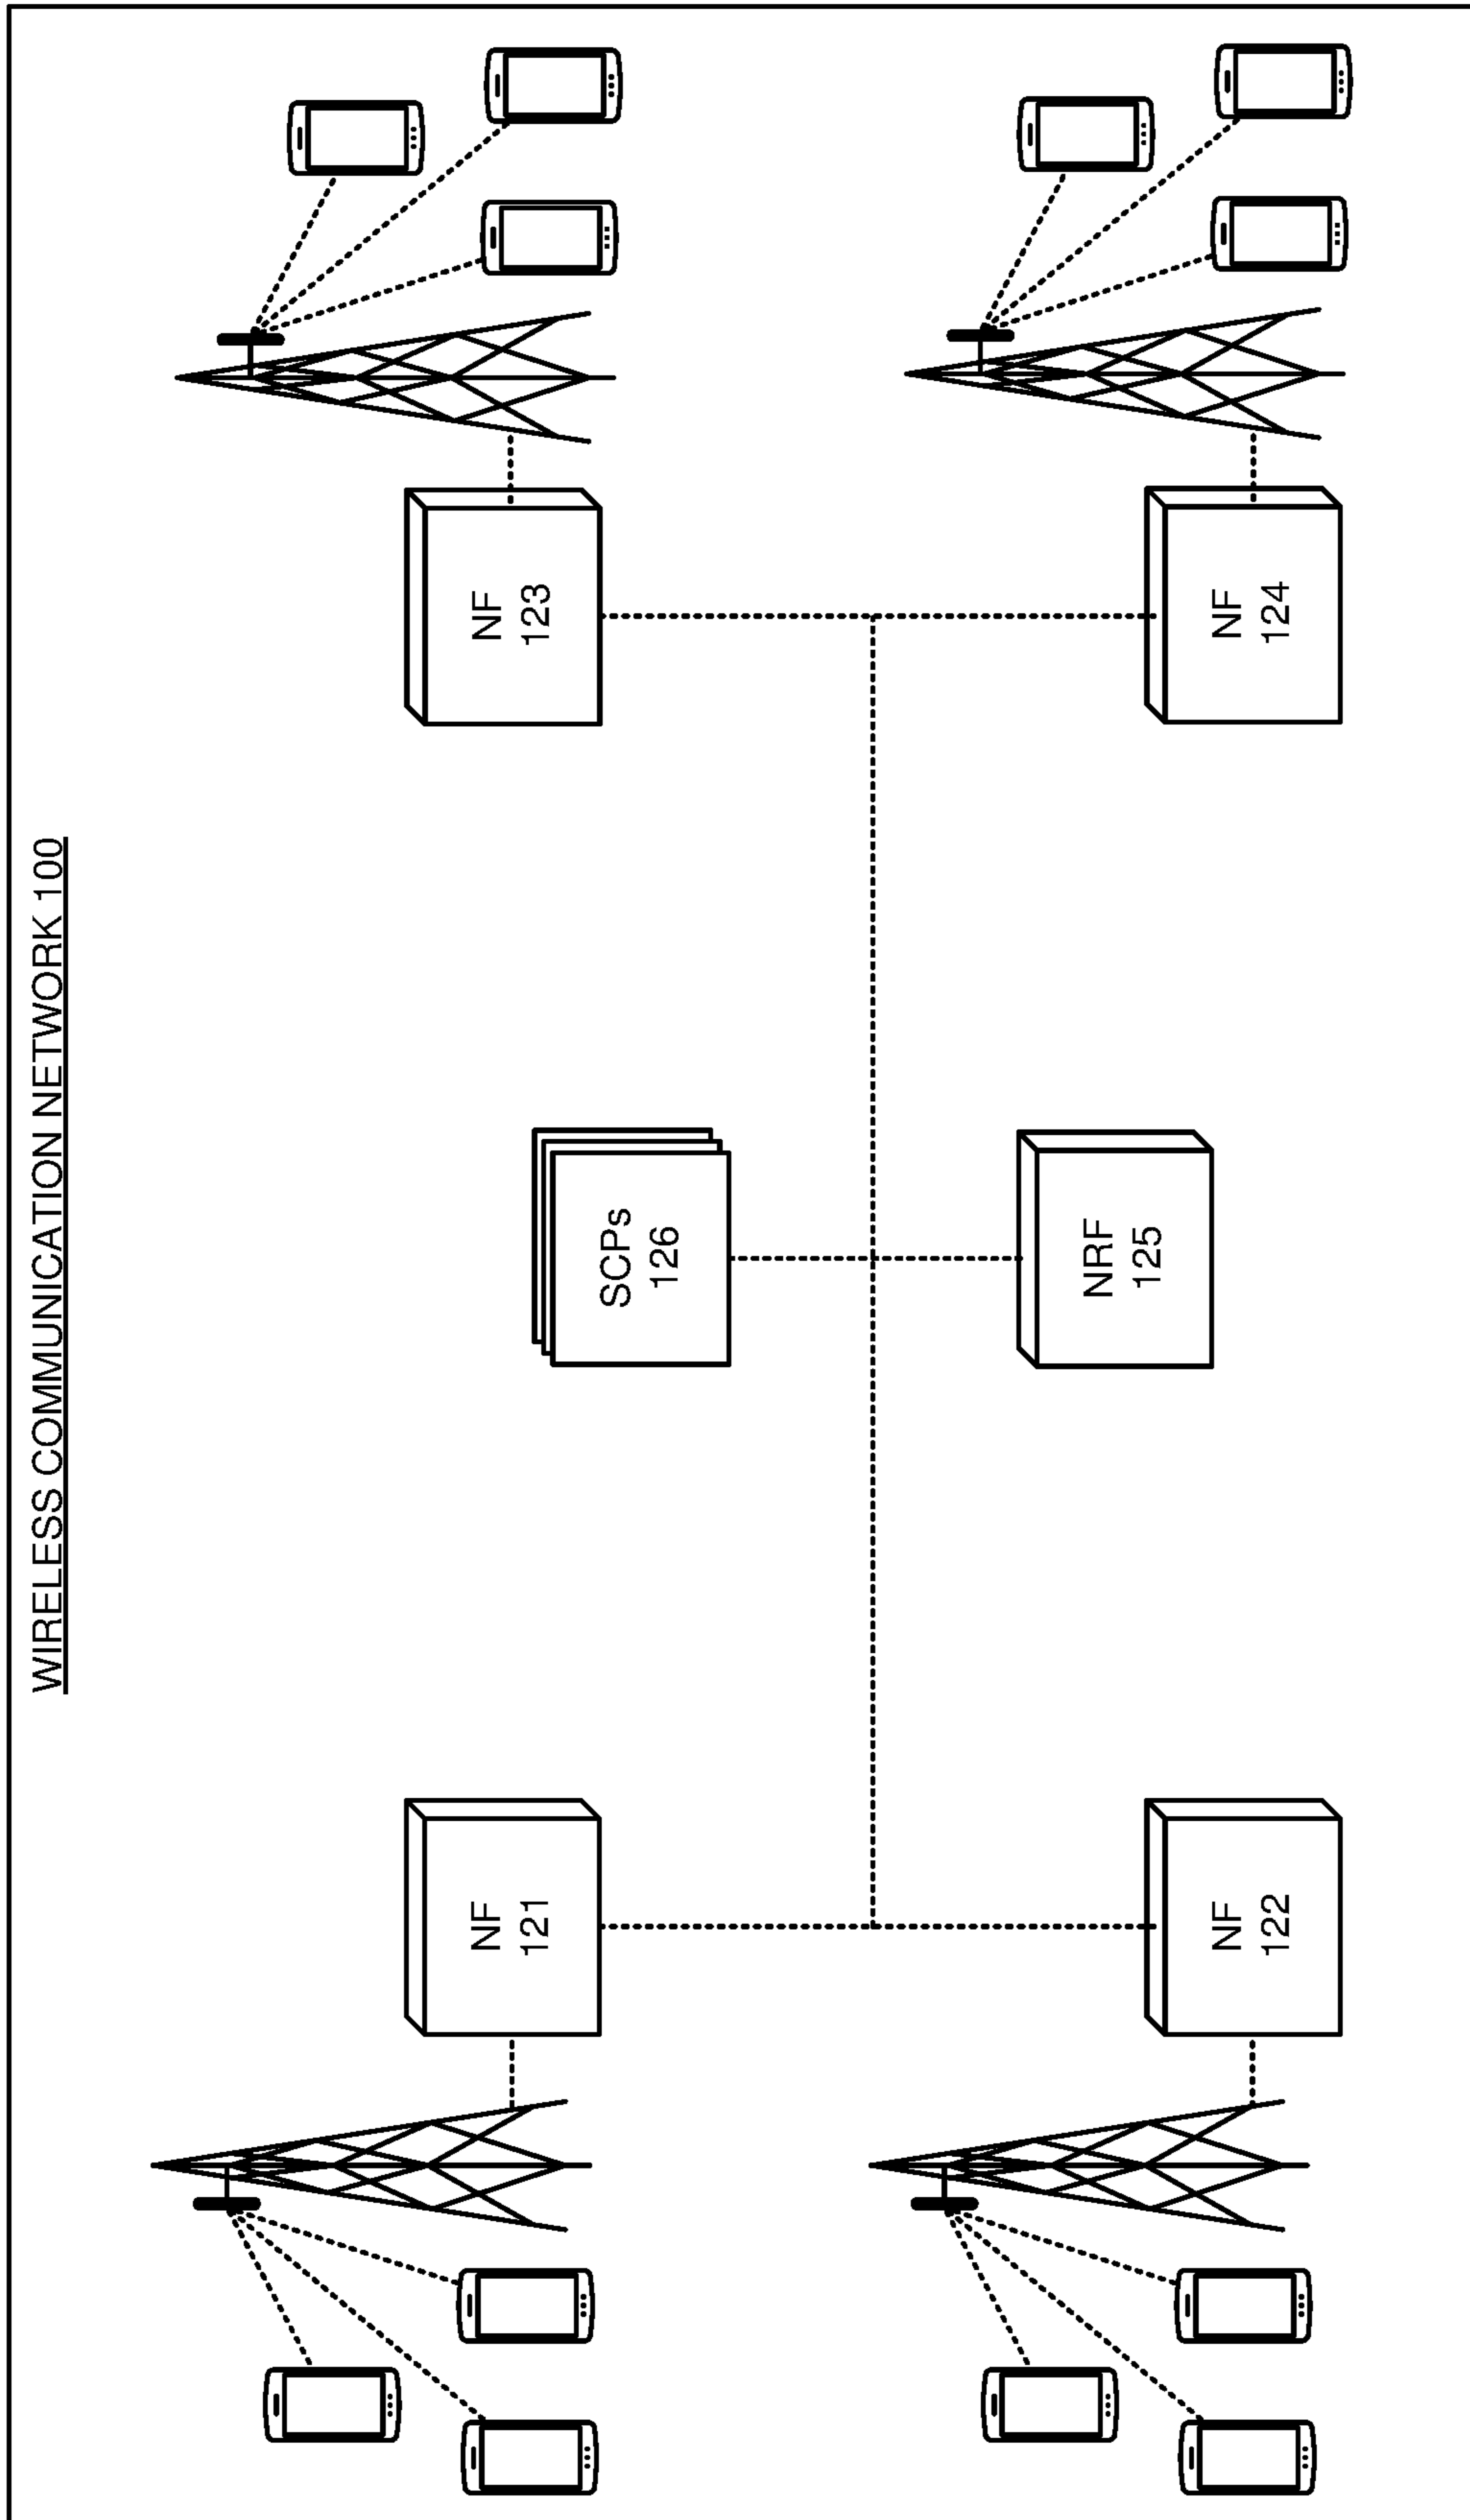 WIRELESS COMMUNICATION NETWORK 100
NF
121
SCPs
126
NF
123
NF
122
NRF
125
NF
124